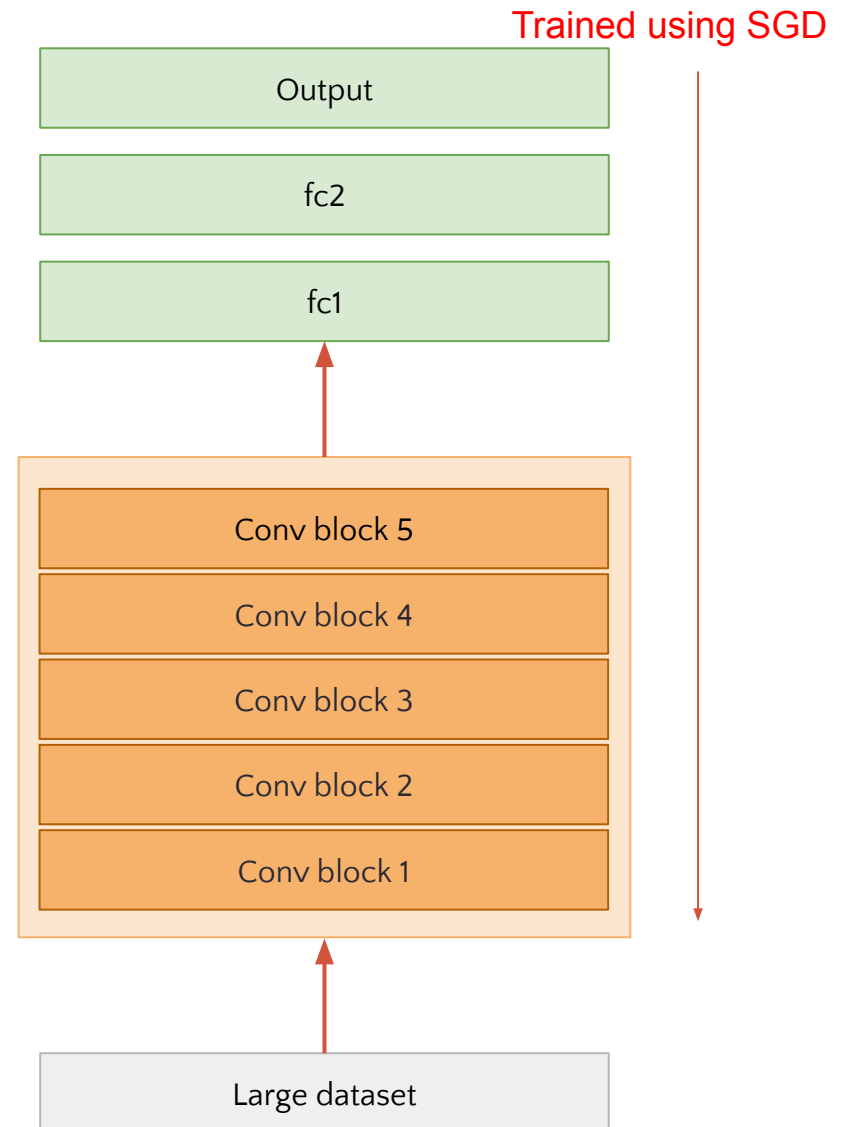 Trained using SGD
Output
fc2
fc1
Conv block 5
Conv block 4
Conv block 3
Conv block 2
Conv block 1
Large dataset